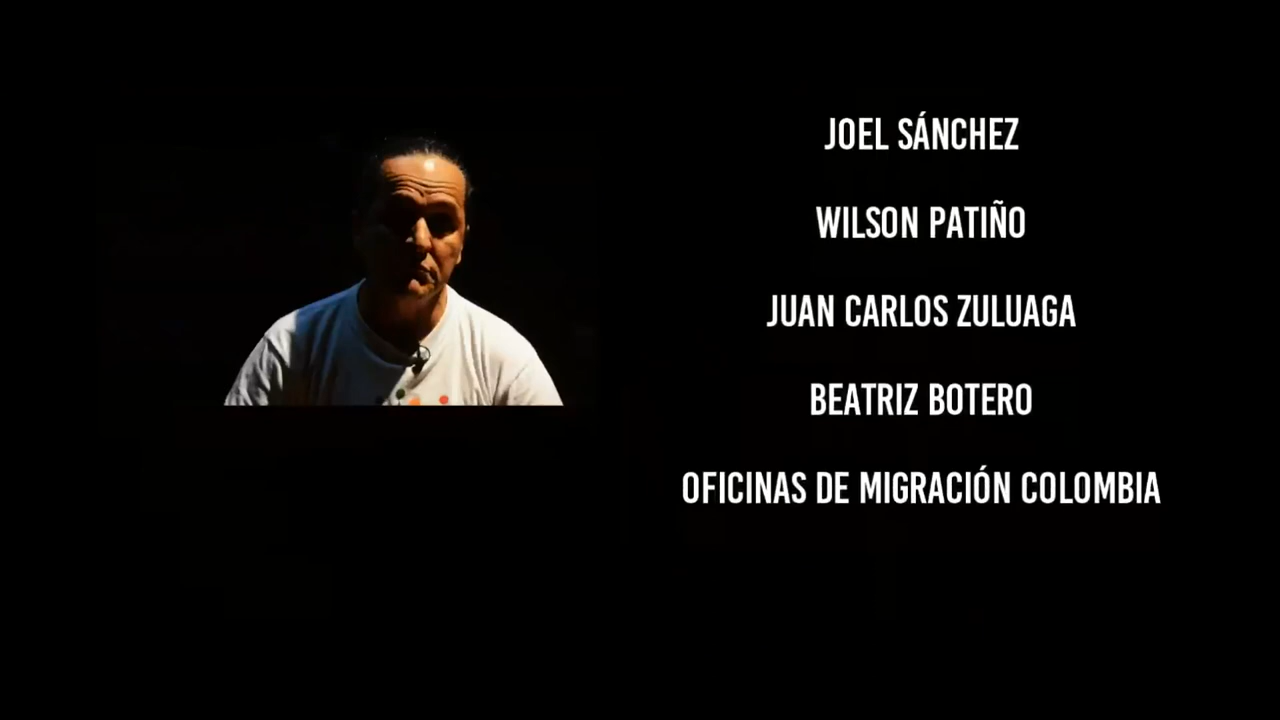 JOEL SÁNCHEZ
WILSON PATIÑO
JUAN CARLOS ZULUAGA
BEATRIZ BOTERO
OFICINAS DE MIGRACIÓN COLOMBIA